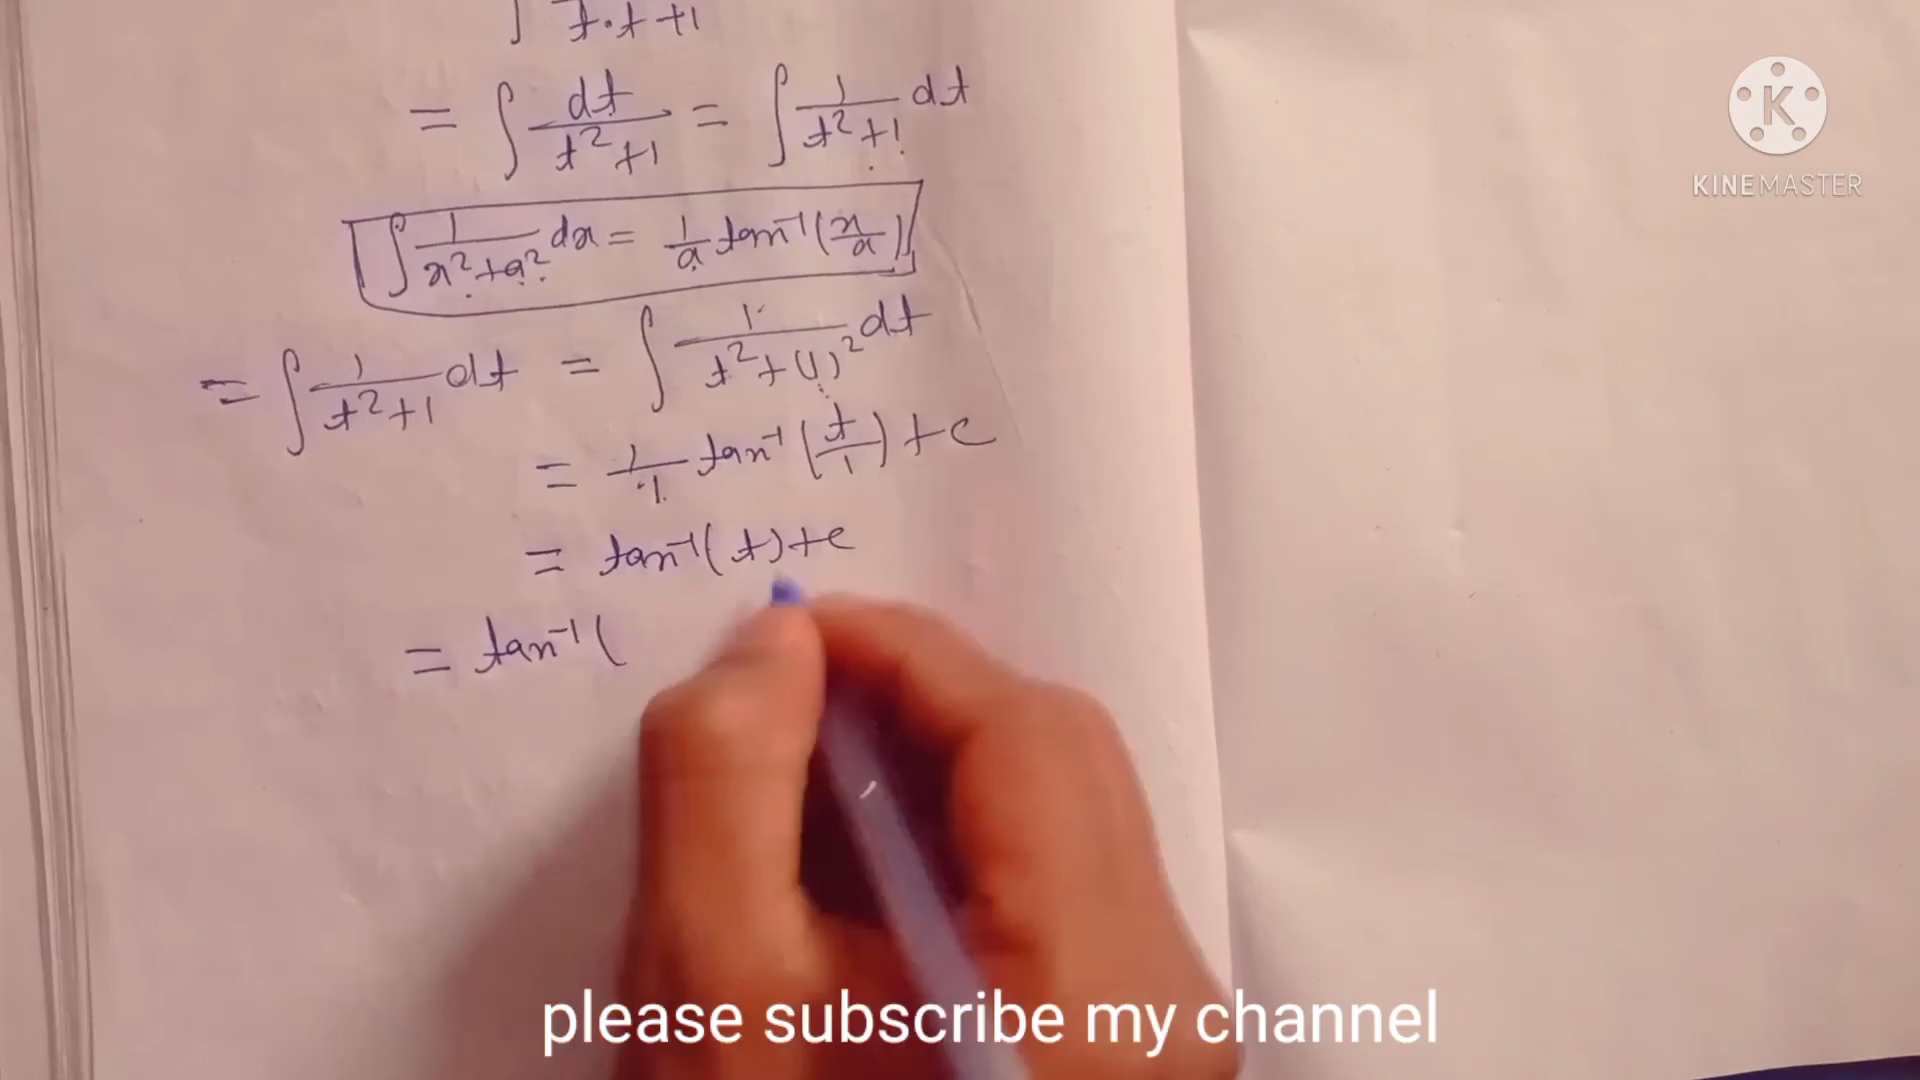 ∫ t·t+1
= ∫ dt/t²+1 = ∫ 1/t²+1 dt
∫ 1/x²+a² dx = 1/a tan⁻¹(x/a)
= ∫ 1/t²+1 dt = ∫ 1/t²+(1)² dt
= 1/1 tan⁻¹(t/1)+c
= tan⁻¹(t)+c
= tan⁻¹(
K
KINEMASTER
please subscribe my channel